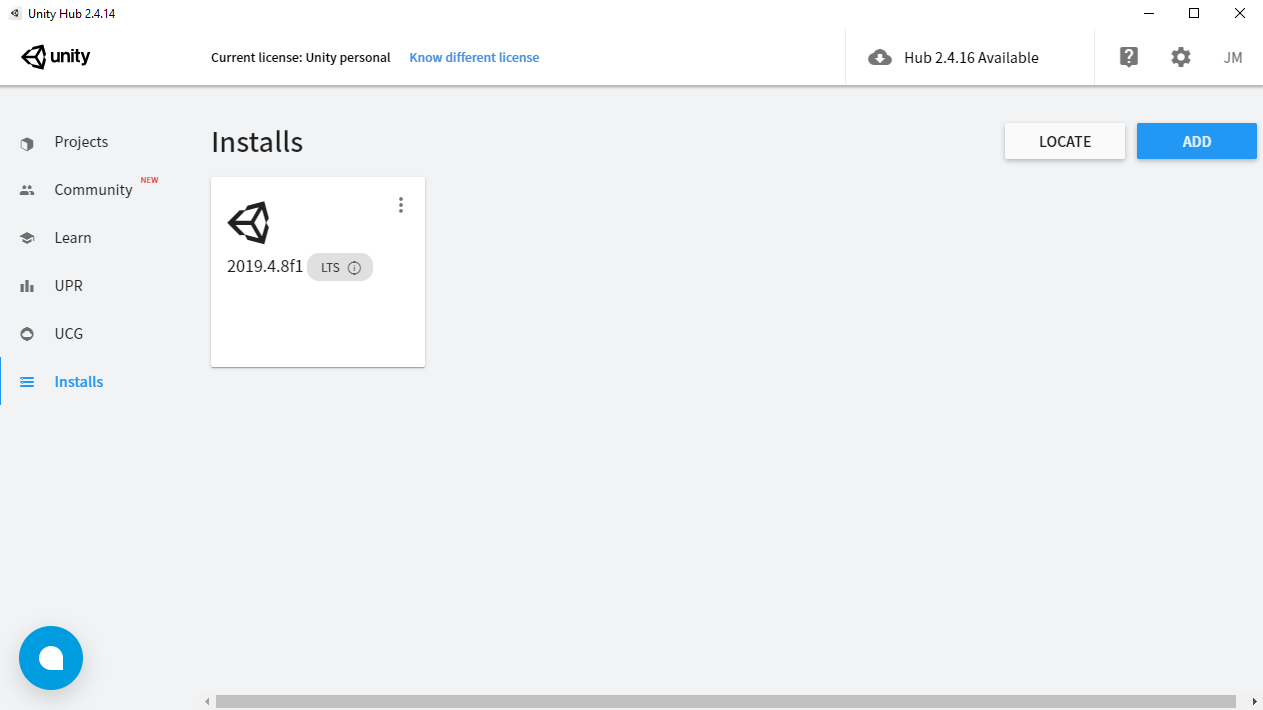 Unity Hub 2.4.14
unity
Current license: Unity personal Know different license
Hub 2.4.16 Available
JM
Projects
Community NEW
Learn
UPR
UCG
Installs
Installs
LOCATE
ADD
2019.4.8f1 LTS